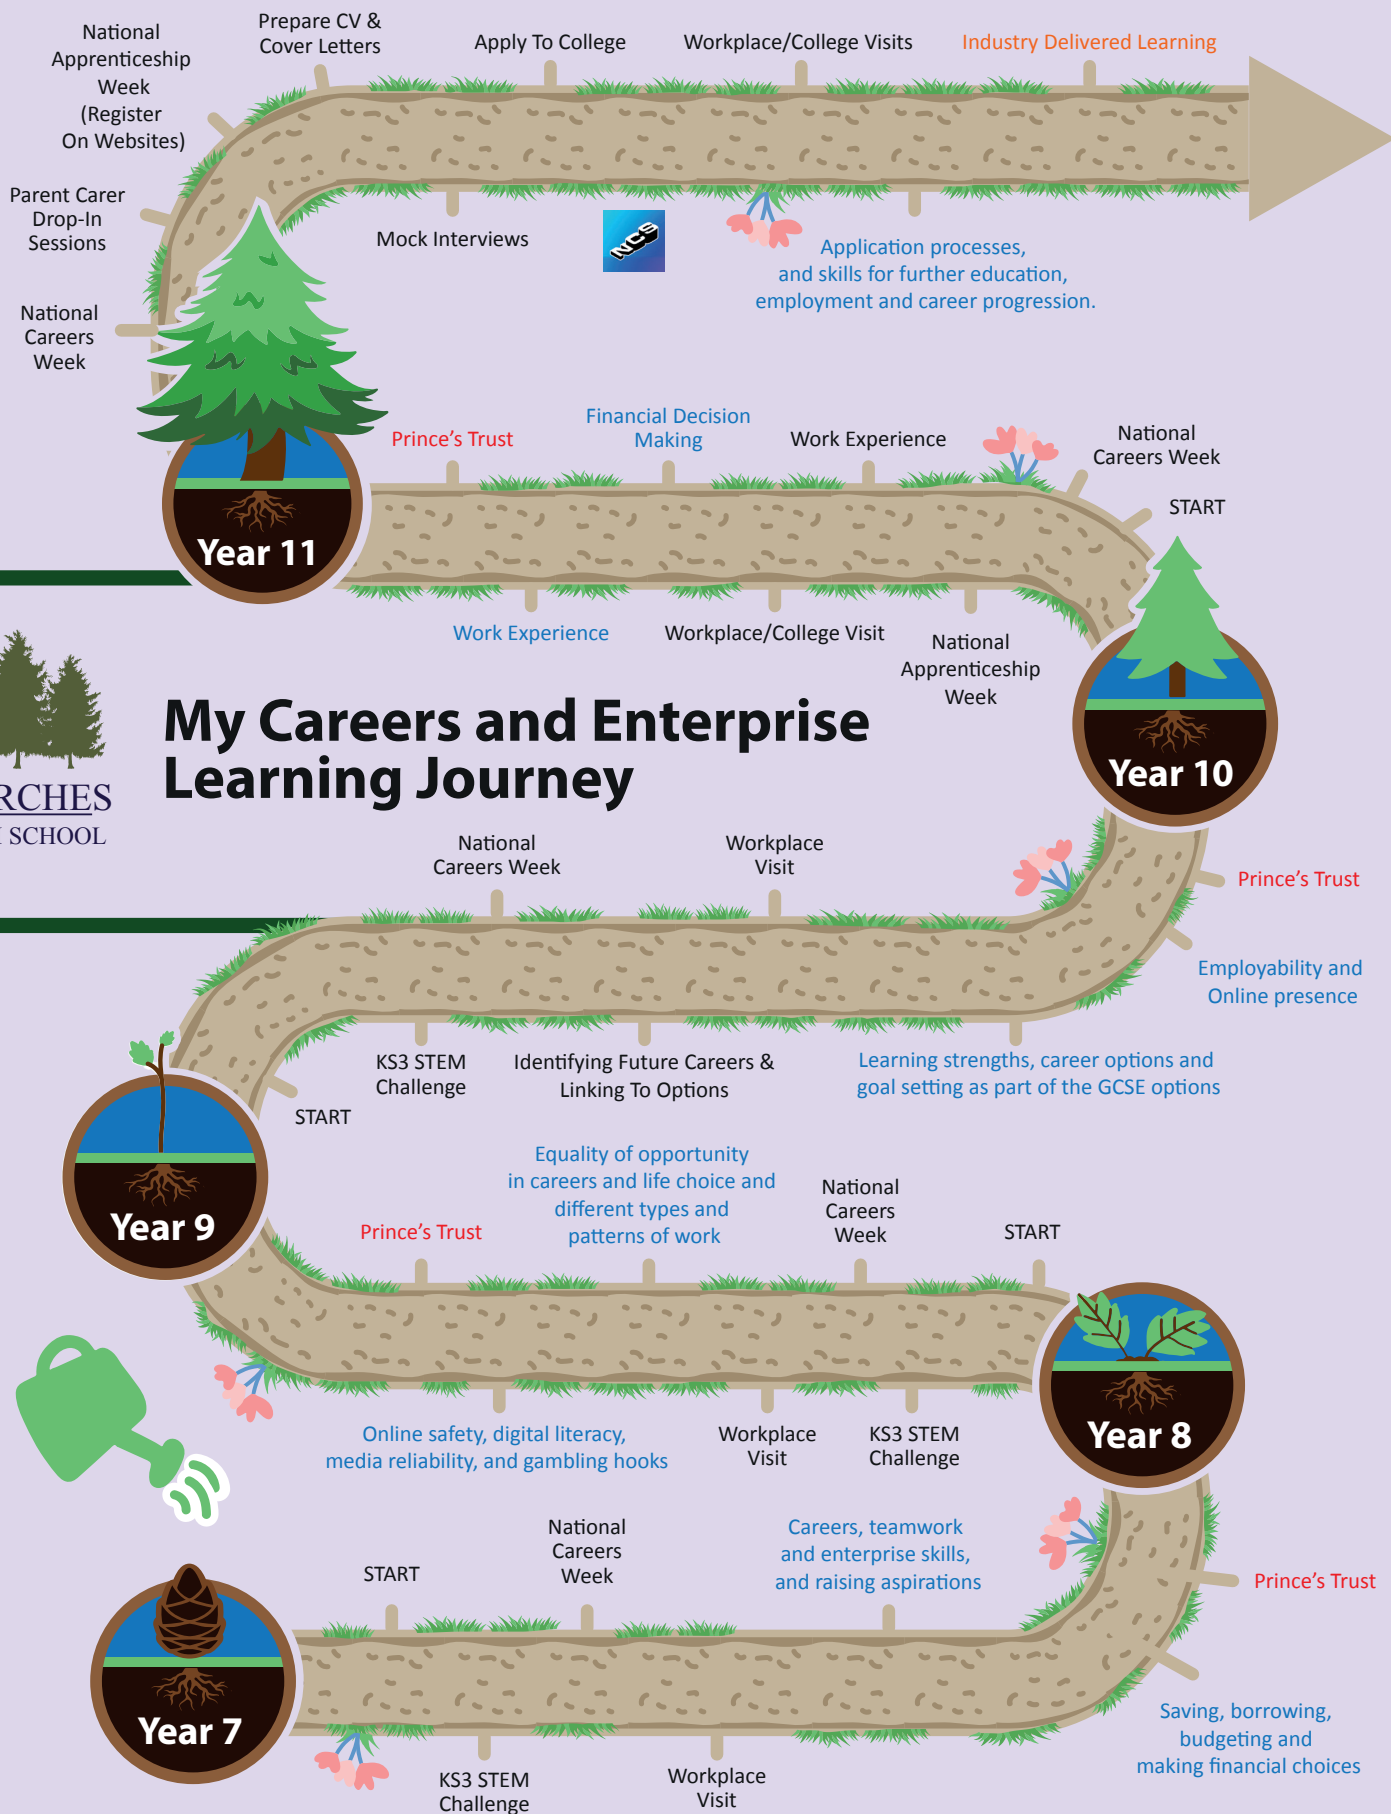 National
Apprenticeship
Week
(Register
On Websites)
Prepare CV &
Cover Letters
Apply To College
Workplace/College Visits
Industry Delivered Learning
Parent Carer
Drop-In
Sessions
Mock Interviews
NCS
Application processes,
and skills for further education,
employment and career progression.
National
Careers
Week
Prince's Trust
Financial Decision
Making
Work Experience
National
Careers Week
START
Year 11
Work Experience
Workplace/College Visit
National
Apprenticeship
Week
Year 10
My Careers and Enterprise
Learning Journey
SCHOOL
National
Careers Week
Workplace
Visit
Prince's Trust
Employability and
Online presence
KS3 STEM
Challenge
Identifying Future Careers &
Linking To Options
Learning strengths, career options and
goal setting as part of the GCSE options
START
Year 9
Prince's Trust
Equality of opportunity
in careers and life choice and
different types and
patterns of work
National
Careers
Week
START
Year 8
Online safety, digital literacy,
media reliability, and gambling hooks
Workplace
Visit
KS3 STEM
Challenge
START
National
Careers
Week
Careers, teamwork
and enterprise skills,
and raising aspirations
Prince's Trust
Year 7
KS3 STEM
Challenge
Workplace
Visit
Saving, borrowing,
budgeting and
making financial choices